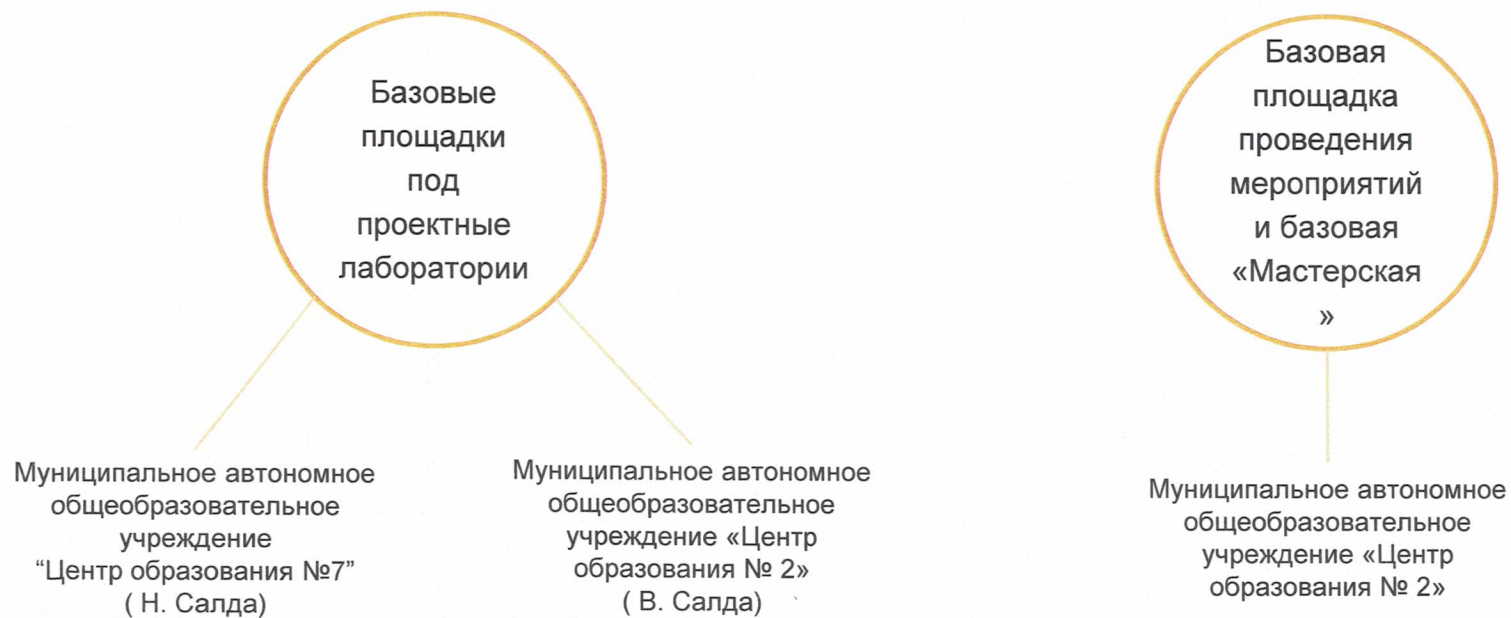 Базовые
площадки
под
проектные
лаборатории
Базовая
площадка
проведения
мероприятий
и базовая
«Мастерская
»
Муниципальное автономное
общеобразовательное
учреждение
“Центр образования №7”
( Н. Салда)
Муниципальное автономное
общеобразовательное
учреждение «Центр
образования № 2»
( В. Салда)
Муниципальное автономное
общеобразовательное
учреждение «Центр
образования № 2»